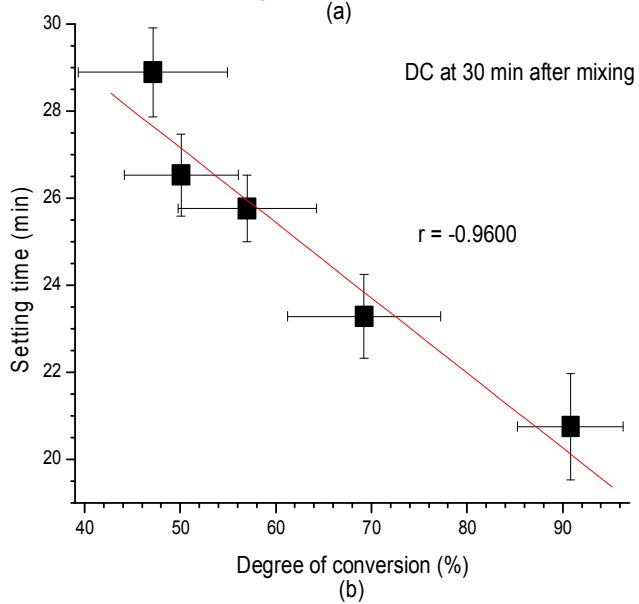 (a)
30
DC at 30 min after mixing
28
26
r = -0.9600
24
22
20
Setting time (min)
40 50 60 70 80 90
Degree of conversion (%)
(b)